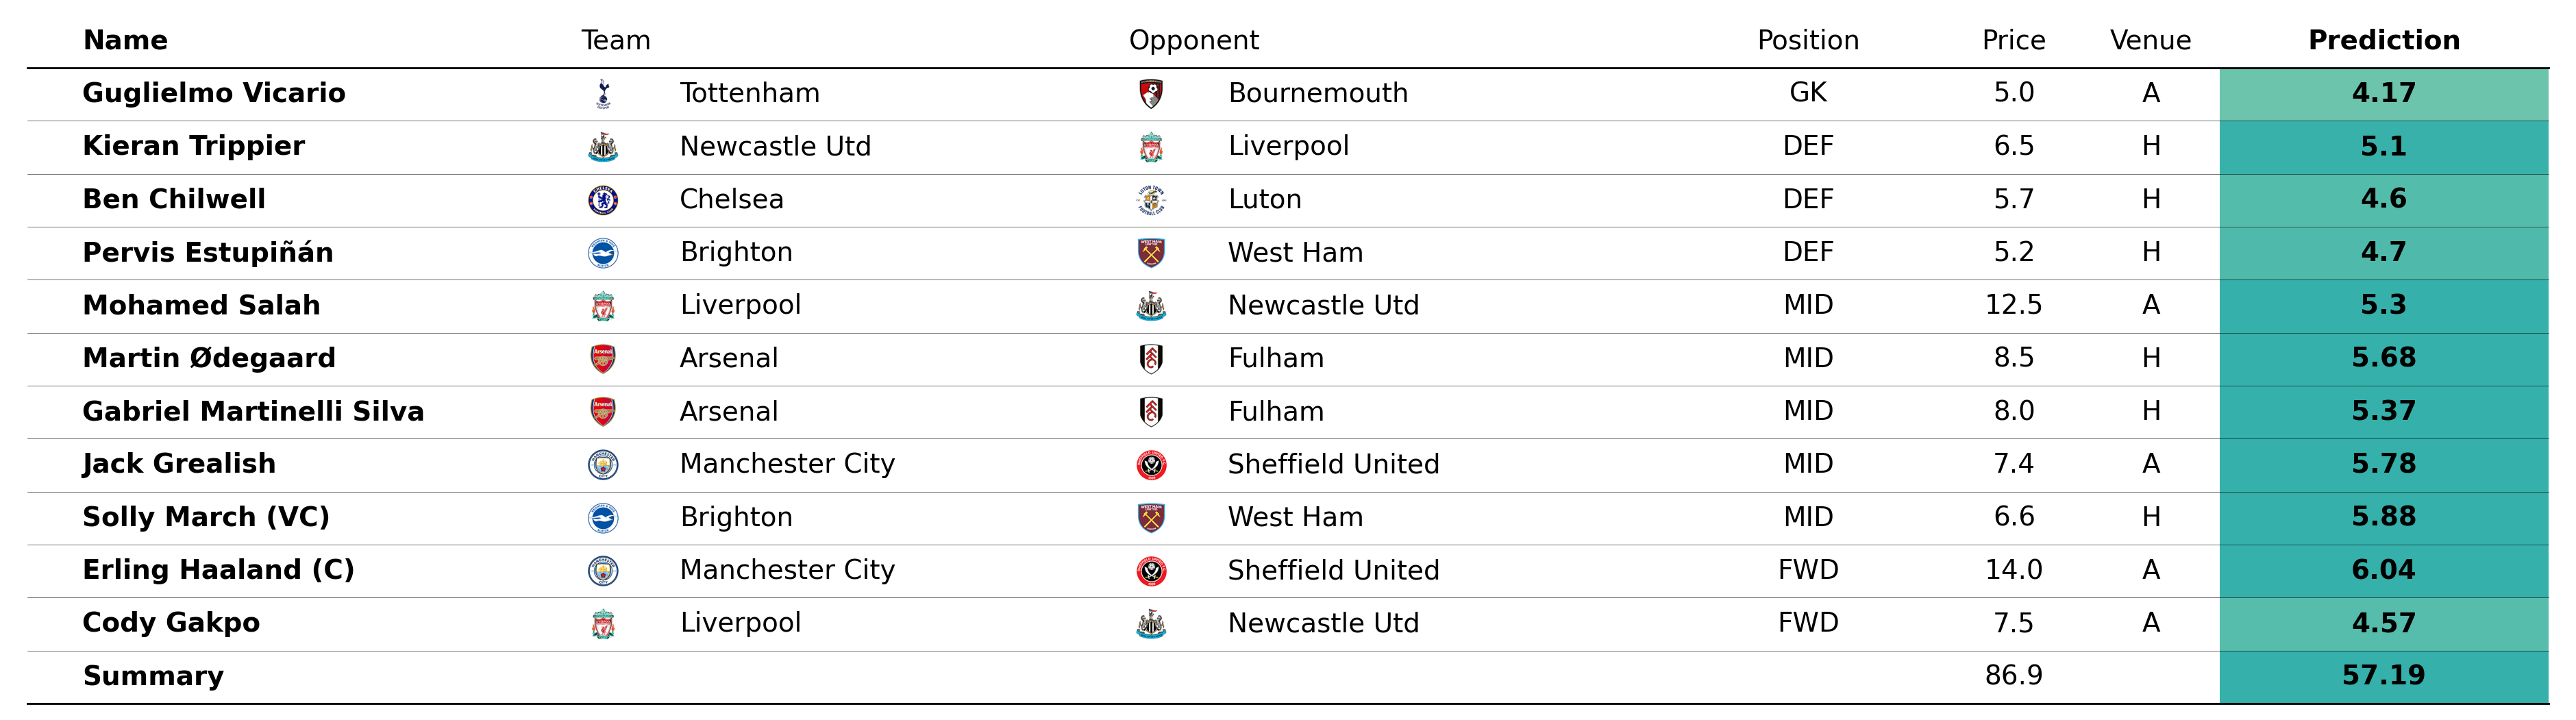 Name Team Opponent Position Price Venue Prediction
Guglielmo Vicario Tottenham Bournemouth GK 5.0 A 4.17
Kieran Trippier Newcastle Utd Liverpool DEF 6.5 H 5.1
Ben Chilwell Chelsea Luton DEF 5.7 H 4.6
Pervis Estupiñán Brighton West Ham DEF 5.2 H 4.7
Mohamed Salah Liverpool Newcastle Utd MID 12.5 A 5.3
Martin Ødegaard Arsenal Fulham MID 8.5 H 5.68
Gabriel Martinelli Silva Arsenal Fulham MID 8.0 H 5.37
Jack Grealish Manchester City Sheffield United MID 7.4 A 5.78
Solly March (VC) Brighton West Ham MID 6.6 H 5.88
Erling Haaland (C) Manchester City Sheffield United FWD 14.0 A 6.04
Cody Gakpo Liverpool Newcastle Utd FWD 7.5 A 4.57
Summary 86.9 57.19